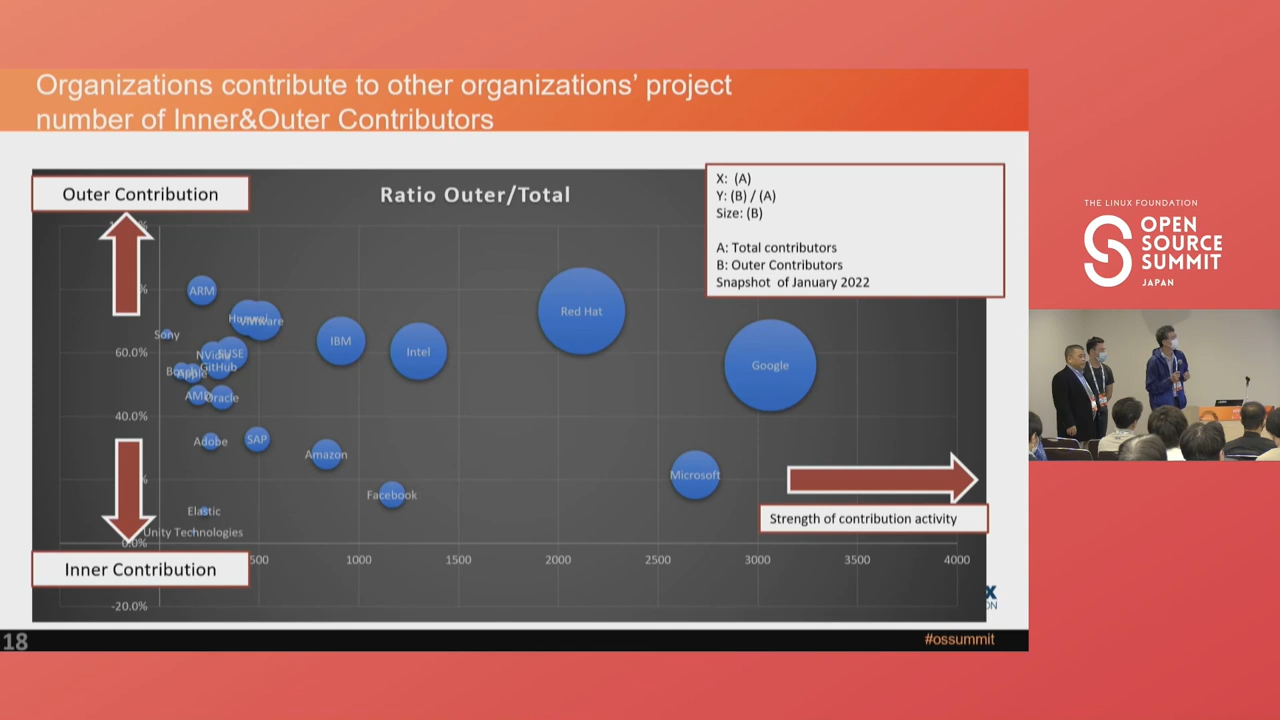 Organizations contribute to other organizations' project
number of Inner&Outer Contributors
Outer Contribution
Ratio Outer/Total
X: (A)
Y: (B) / (A)
Size: (B)
A: Total contributors
B: Outer Contributors
Snapshot of January 2022
THE LINUX FOUNDATION
OPEN
SOURCE
SUMMIT
JAPAN
%
%
ARM
Huawei
VMware
Red Hat
Sony
IBM
Intel
60.0%
NVidia
SUSE
GitHub
Google
Bosch
Apple
AMD
Oracle
40.0%
Adobe
SAP
Amazon
%
Microsoft
Facebook
Elastic
Strength of contribution activity
Unity Technologies
0.0%
Inner Contribution
500
1000
1500
2000
2500
3000
3500
4000
-20.0%
X
ON
18
#ossummit